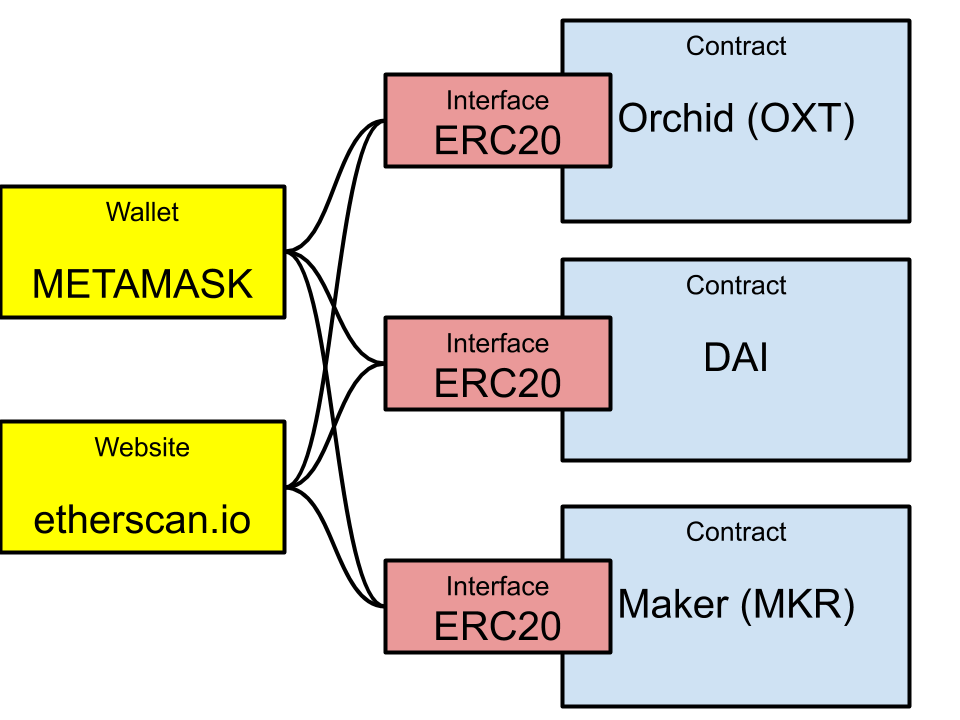 Wallet
METAMASK
Website
etherscan.io
Interface
ERC20
Contract
Orchid (OXT)
Interface
ERC20
Contract
DAI
Interface
ERC20
Contract
Maker (MKR)